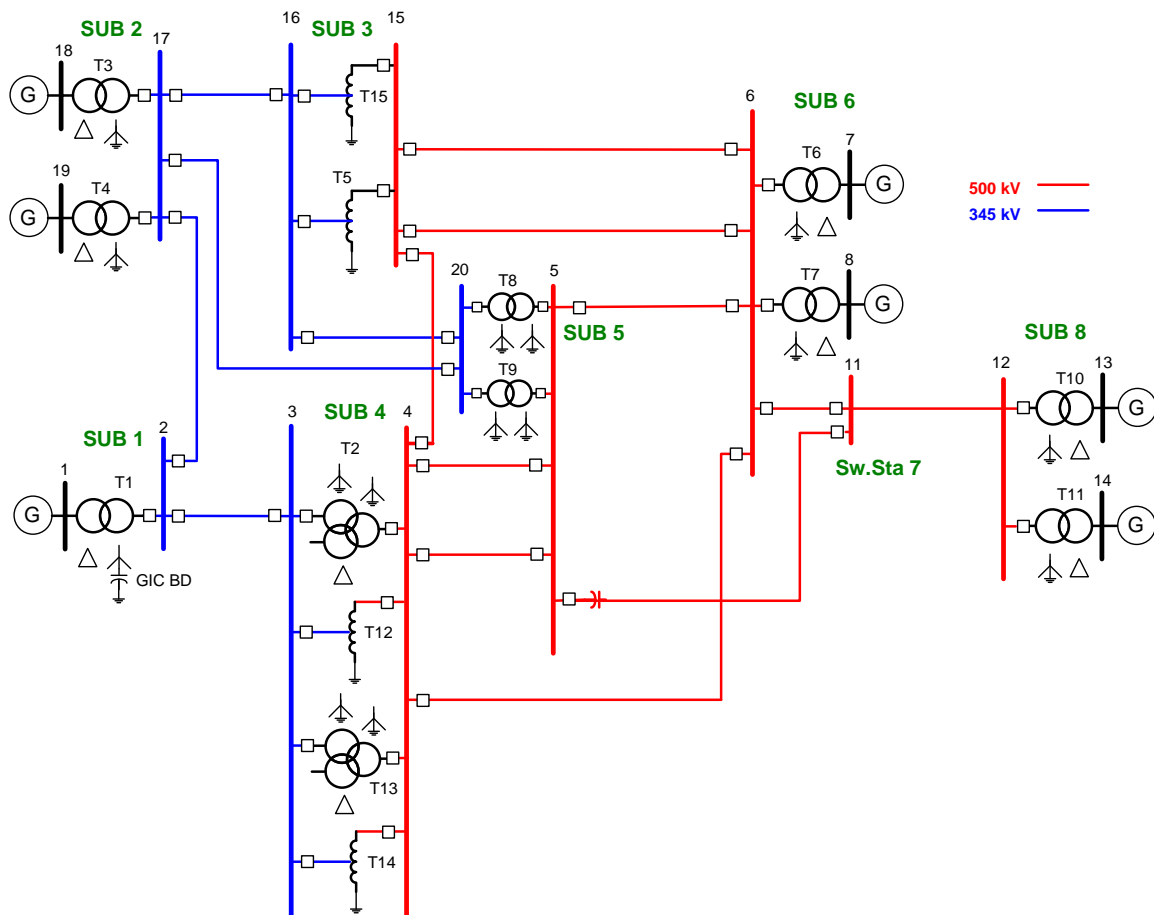 16
SUB 3
15
SUB 2
17
18
G
T3
T15
6
SUB 6
7
T6
G
19
T4
T5
G
500 kV
345 kV
20
T8
5
8
T7
G
SUB 5
T9
11
12
SUB 8
13
T10
G
SUB 4
3
4
SUB 1
2
T2
Sw.Sta 7
1
T1
G
14
T11
G
GIC BD
T12
T13
T14